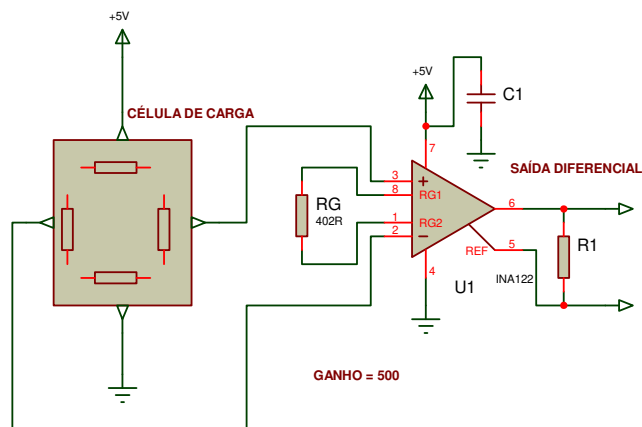 +5V
CÉLULA DE CARGA
+5V
C1
7
SAÍDA DIFERENCIAL
3
+
8
RG1
RG
402R
6
1
RG2
2
REF
5
R1
4
U1
INA122
GANHO = 500